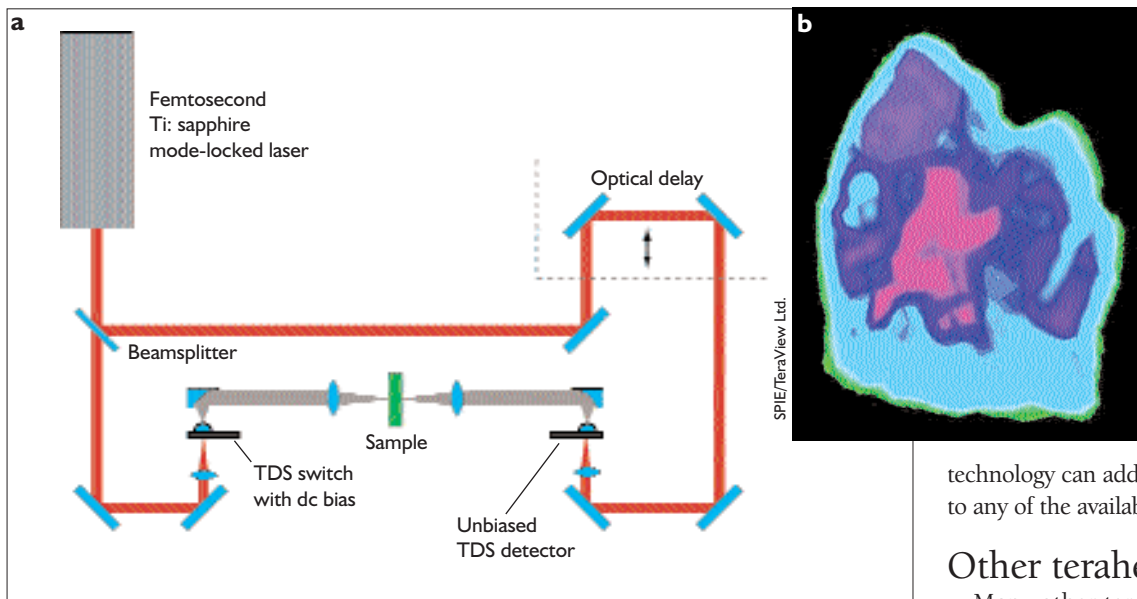 a
Femtosecond
Ti: sapphire
mode-locked laser
Optical delay
Beamsplitter
Sample
TDS switch
with dc bias
Unbiased
TDS detector
b
SPIE/TeraView Ltd.
technology can add
to any of the availab
Other terahe